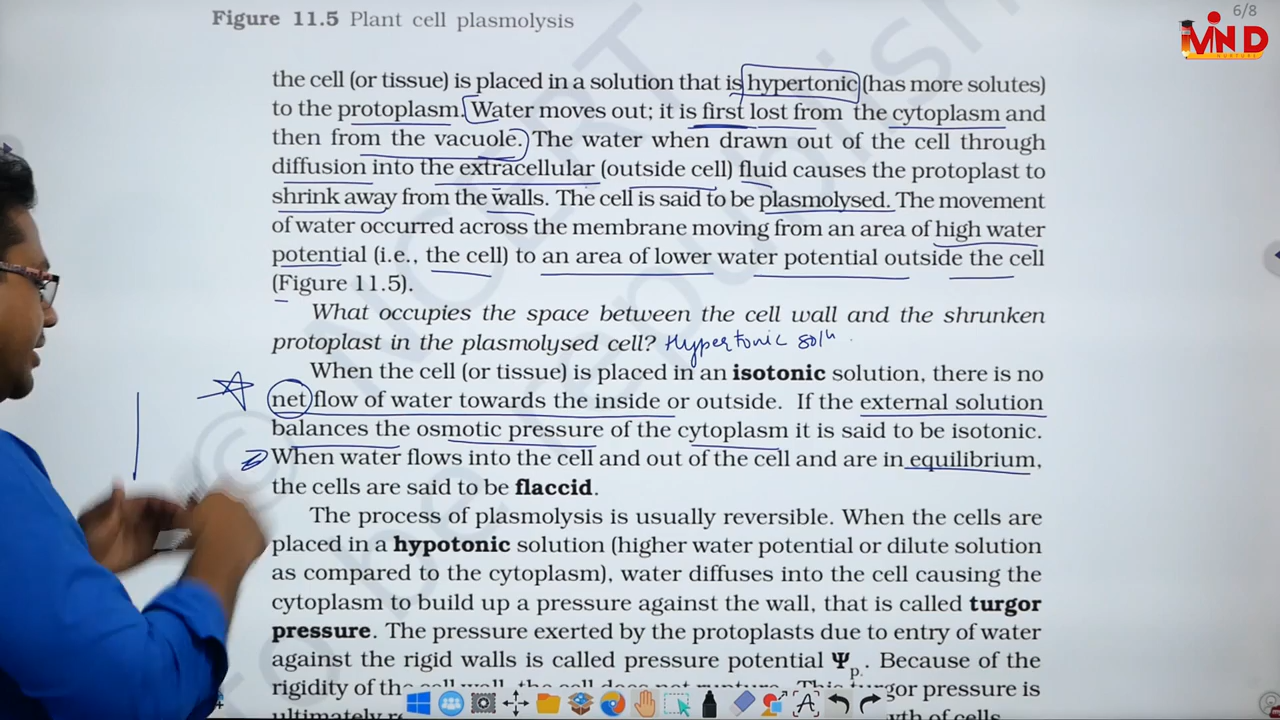 Figure 11.5 Plant cell plasmolysis
6/8
MIND
NURTURE
the cell (or tissue) is placed in a solution that is hypertonic (has more solutes)
to the protoplasm. Water moves out; it is first lost from the cytoplasm and
then from the vacuole. The water when drawn out of the cell through
diffusion into the extracellular (outside cell) fluid causes the protoplast to
shrink away from the walls. The cell is said to be plasmolysed. The movement
of water occurred across the membrane moving from an area of high water
potential (i.e., the cell) to an area of lower water potential outside the cell
(Figure 11.5).
What occupies the space between the cell wall and the shrunken
protoplast in the plasmolysed cell? Hypertonic soln.
When the cell (or tissue) is placed in an isotonic solution, there is no
net flow of water towards the inside or outside. If the external solution
balances the osmotic pressure of the cytoplasm it is said to be isotonic.
When water flows into the cell and out of the cell and are in equilibrium,
the cells are said to be flaccid.
The process of plasmolysis is usually reversible. When the cells are
placed in a hypotonic solution (higher water potential or dilute solution
as compared to the cytoplasm), water diffuses into the cell causing the
cytoplasm to build up a pressure against the wall, that is called turgor
pressure. The pressure exerted by the protoplasts due to entry of water
against the rigid walls is called pressure potential Ψp. Because of the
rigidity of the cell wall, the cell does not rupture. This turgor pressure is